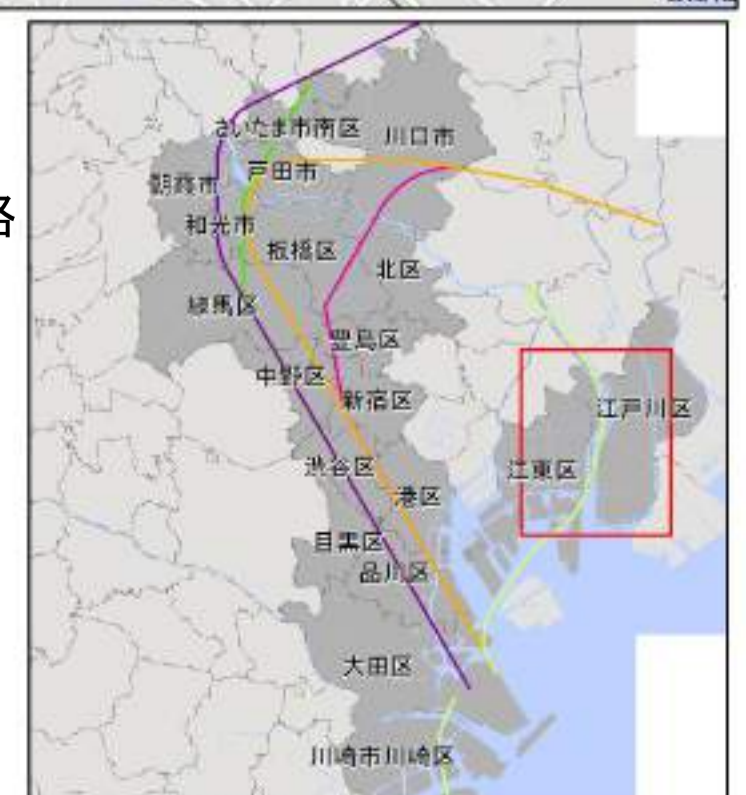 さいたま市南区
川口市
戸田市
朝霞市
路
和光市
板橋区
北区
練馬区
豊島区
中野区
新宿区
江戸川区
渋谷区
江東区
港区
目黒区
品川区
大田区
川崎市川崎区